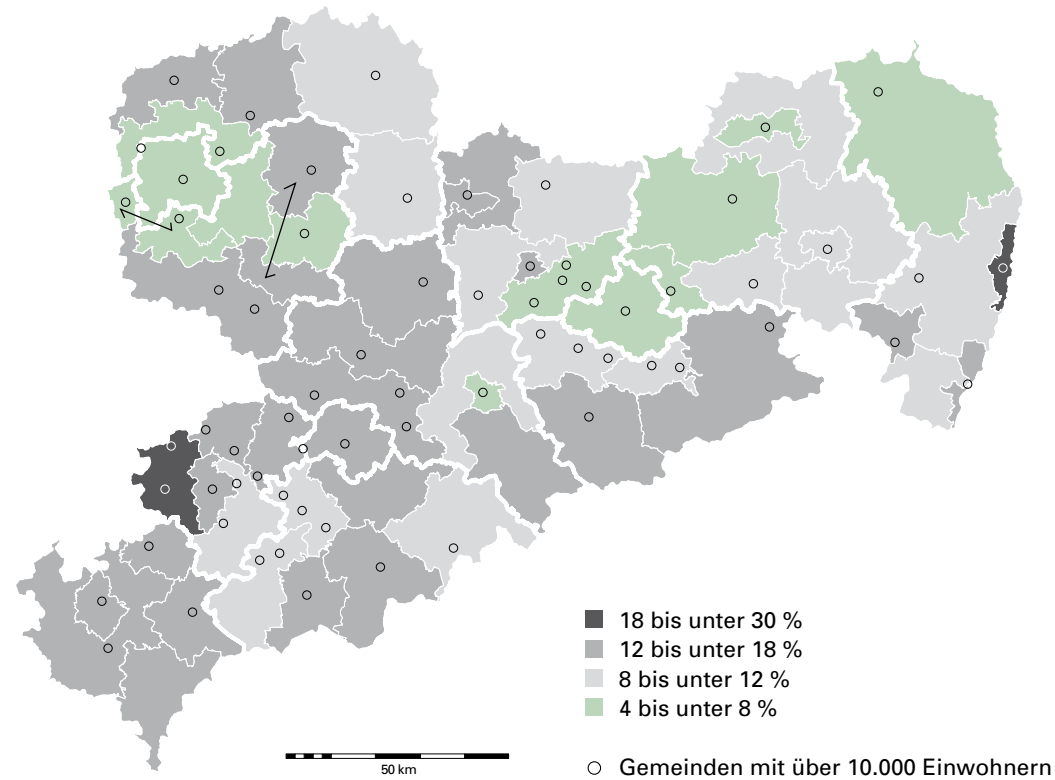 18 bis unter 30 %
12 bis unter 18 %
8 bis unter 12 %
4 bis unter 8 %
50 km
Gemeinden mit über 10.000 Einwohnern